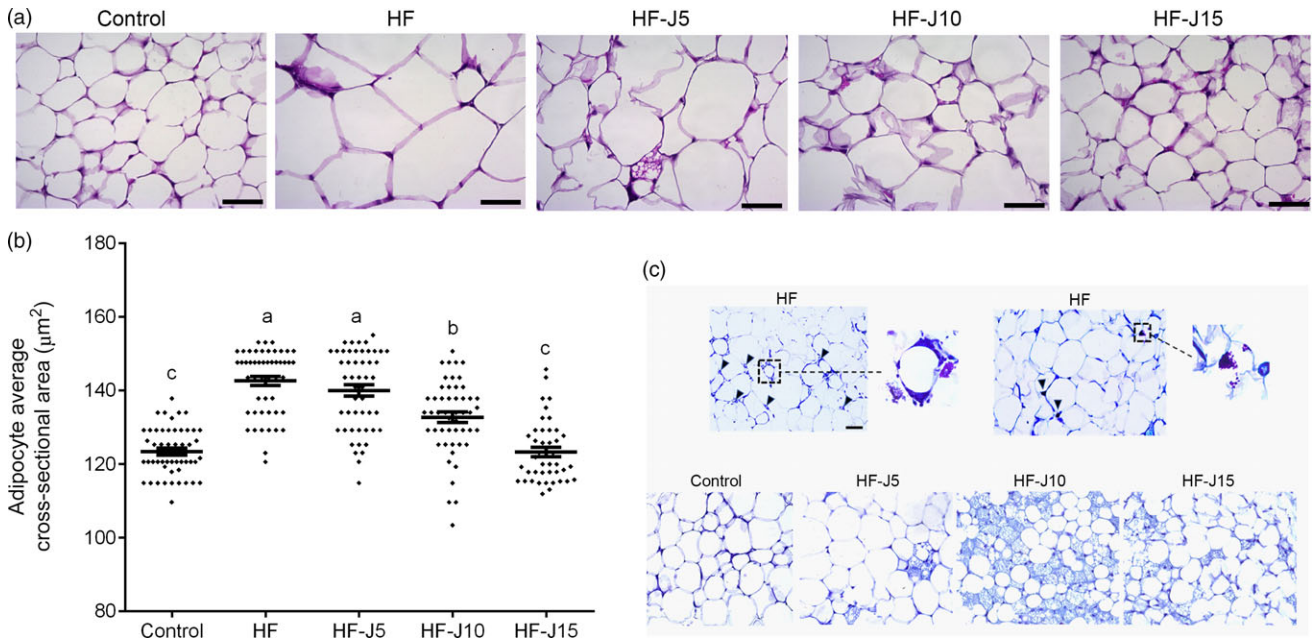 (a)
Control HF HF-J5 HF-J10 HF-J15
(b)
180
160
140
120
100
80
Adipocyte average
cross-sectional area (μm²)
c a a b c
Control HF HF-J5 HF-J10 HF-J15
(c)
HF HF
Control HF-J5 HF-J10 HF-J15